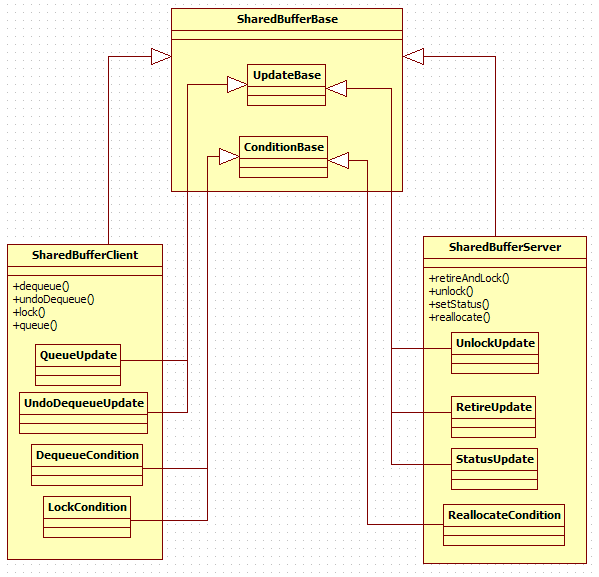 SharedBufferBase
UpdateBase
ConditionBase
SharedBufferClient
+dequeue()
+undoDequeue()
+lock()
+queue()
QueueUpdate
UndoDequeueUpdate
DequeueCondition
LockCondition
SharedBufferServer
+retireAndLock()
+unlock()
+setStatus()
+reallocate()
UnlockUpdate
RetireUpdate
StatusUpdate
ReallocateCondition